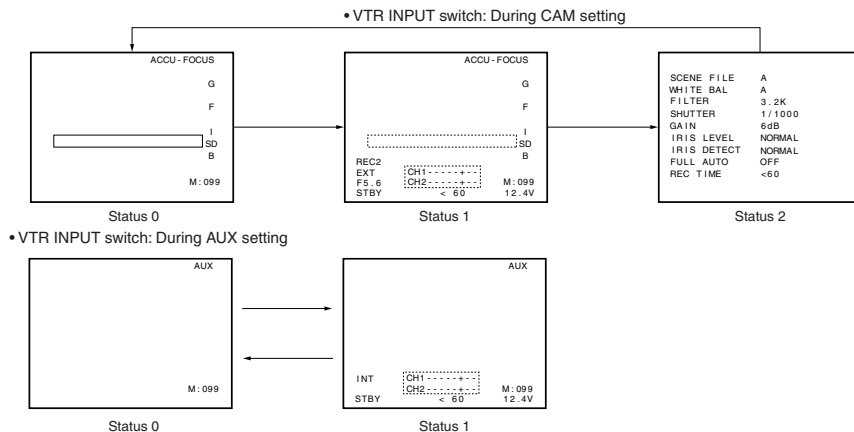 • VTR INPUT switch: During CAM setting
ACCU - FOCUS
G
F
I
SD
B
M : 099
Status 0
ACCU - FOCUS
G
F
I
SD
B
REC2
EXT CH1 - - - - - + - -
F5 . 6 CH2 - - - - - + - - M : 099
STBY < 60 12.4V
Status 1
SCENE FILE A
WHITE BAL A
FILTER 3 . 2K
SHUTTER 1 / 1000
GAIN 6dB
IRIS LEVEL NORMAL
IRIS DETECT NORMAL
FULL AUTO OFF
REC TIME <60
Status 2
• VTR INPUT switch: During AUX setting
AUX
M : 099
Status 0
AUX
INT CH1 - - - - - + - -
CH2 - - - - - + - - M : 099
STBY < 60 12.4V
Status 1